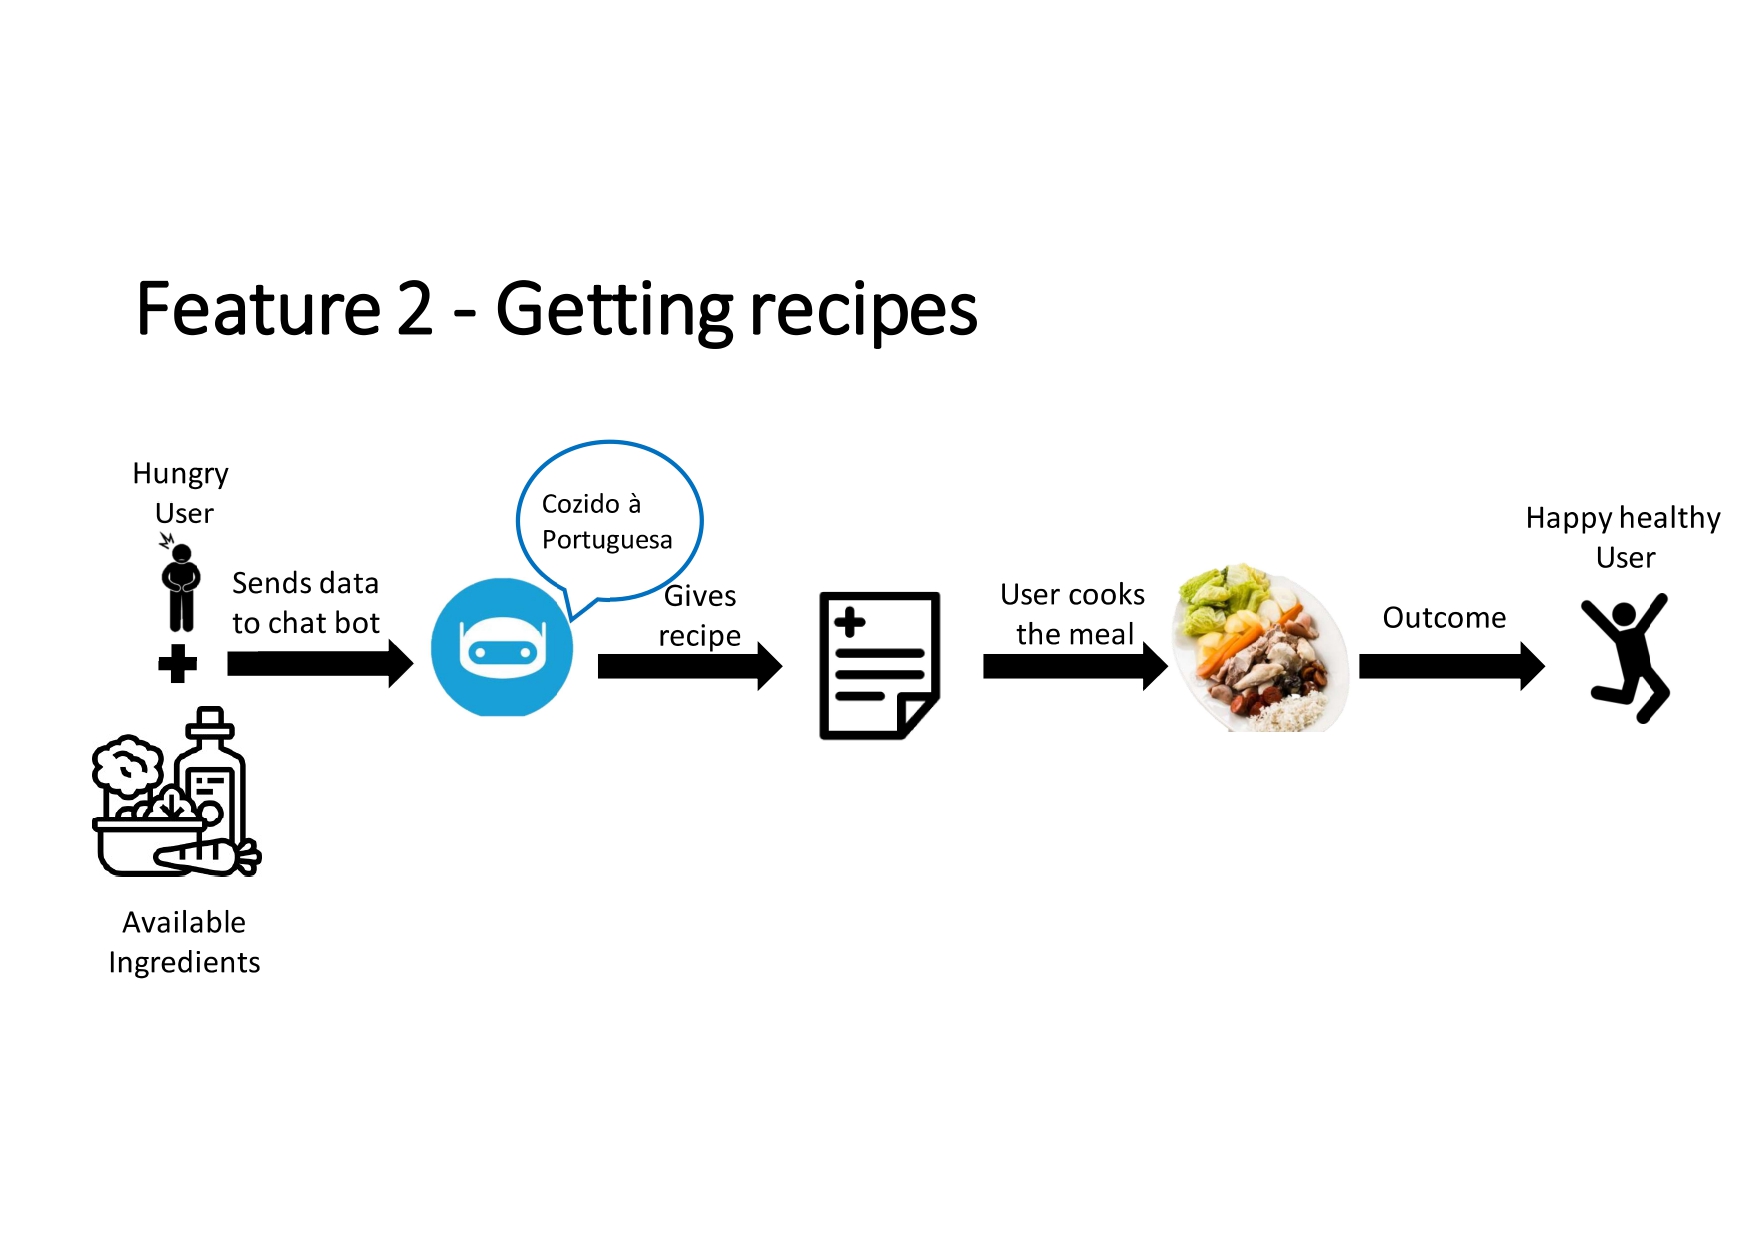 Feature 2 - Getting recipes
Hungry
User
Sends data
to chat bot
Available
Ingredients
Cozido à
Portuguesa
Gives
recipe
User cooks
the meal
Outcome
Happy healthy
User